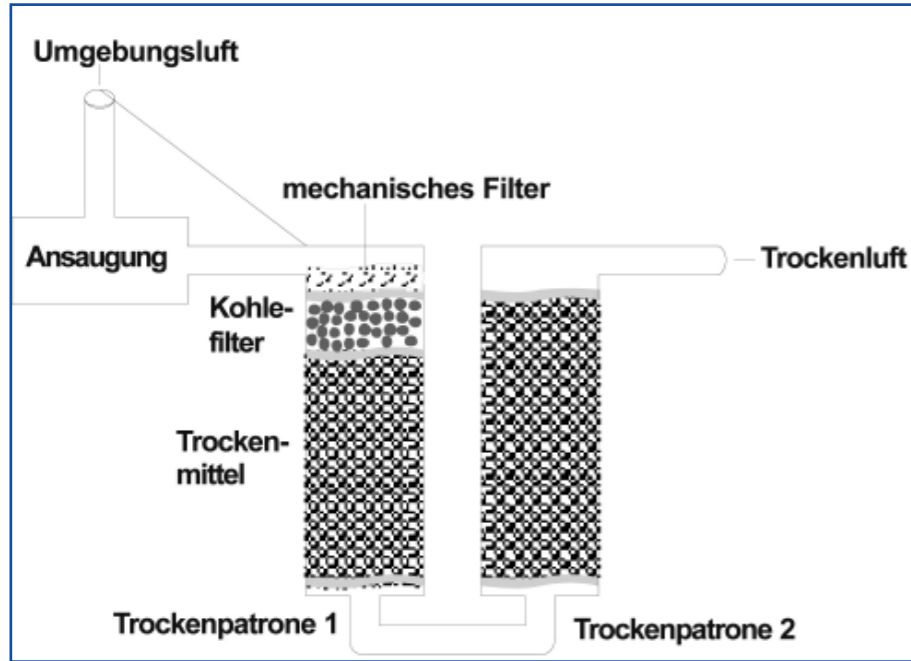 Umgebungsluft
mechanisches Filter
Ansaugung
Trockenluft
Kohle-
filter
Trocken-
mittel
Trockenpatrone 1
Trockenpatrone 2